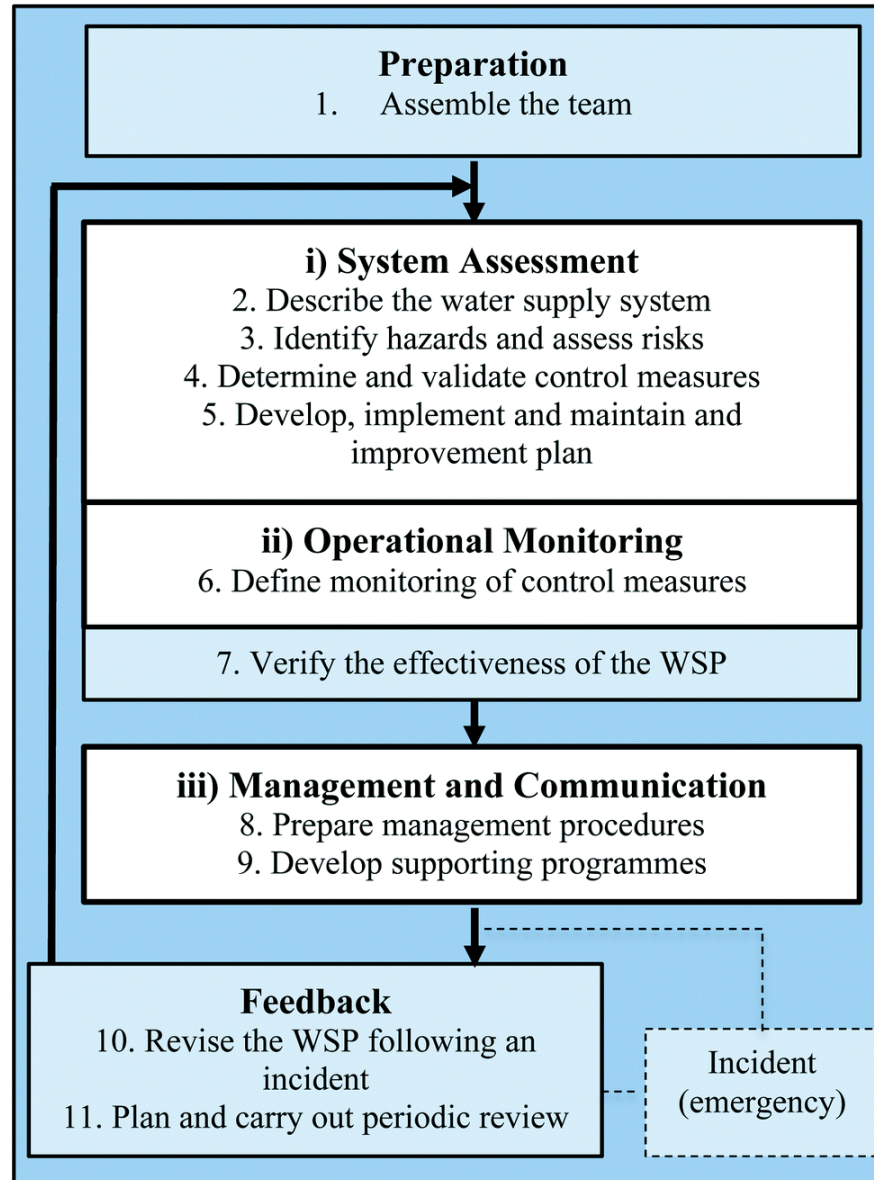 Preparation
1. Assemble the team
i) System Assessment
2. Describe the water supply system
3. Identify hazards and assess risks
4. Determine and validate control measures
5. Develop, implement and maintain and
improvement plan
ii) Operational Monitoring
6. Define monitoring of control measures
7. Verify the effectiveness of the WSP
iii) Management and Communication
8. Prepare management procedures
9. Develop supporting programmes
Feedback
10. Revise the WSP following an
incident
11. Plan and carry out periodic review
Incident
(emergency)